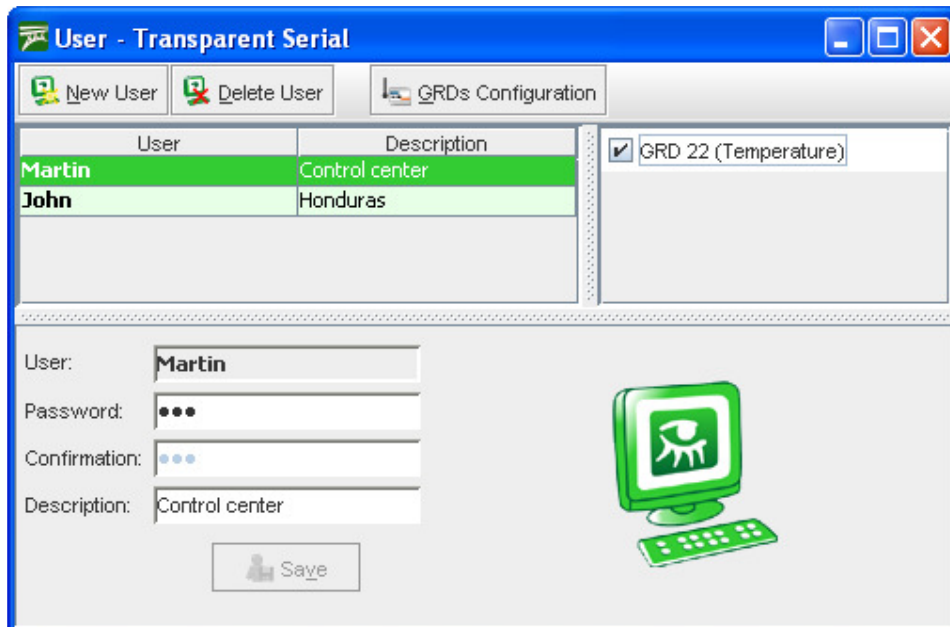 User - Transparent Serial
New User Delete User GRDs Configuration
User Description
Martin Control center
John Honduras
GRD 22 (Temperature)
User: Martin
Password: •••
Confirmation: •••
Description: Control center
Save